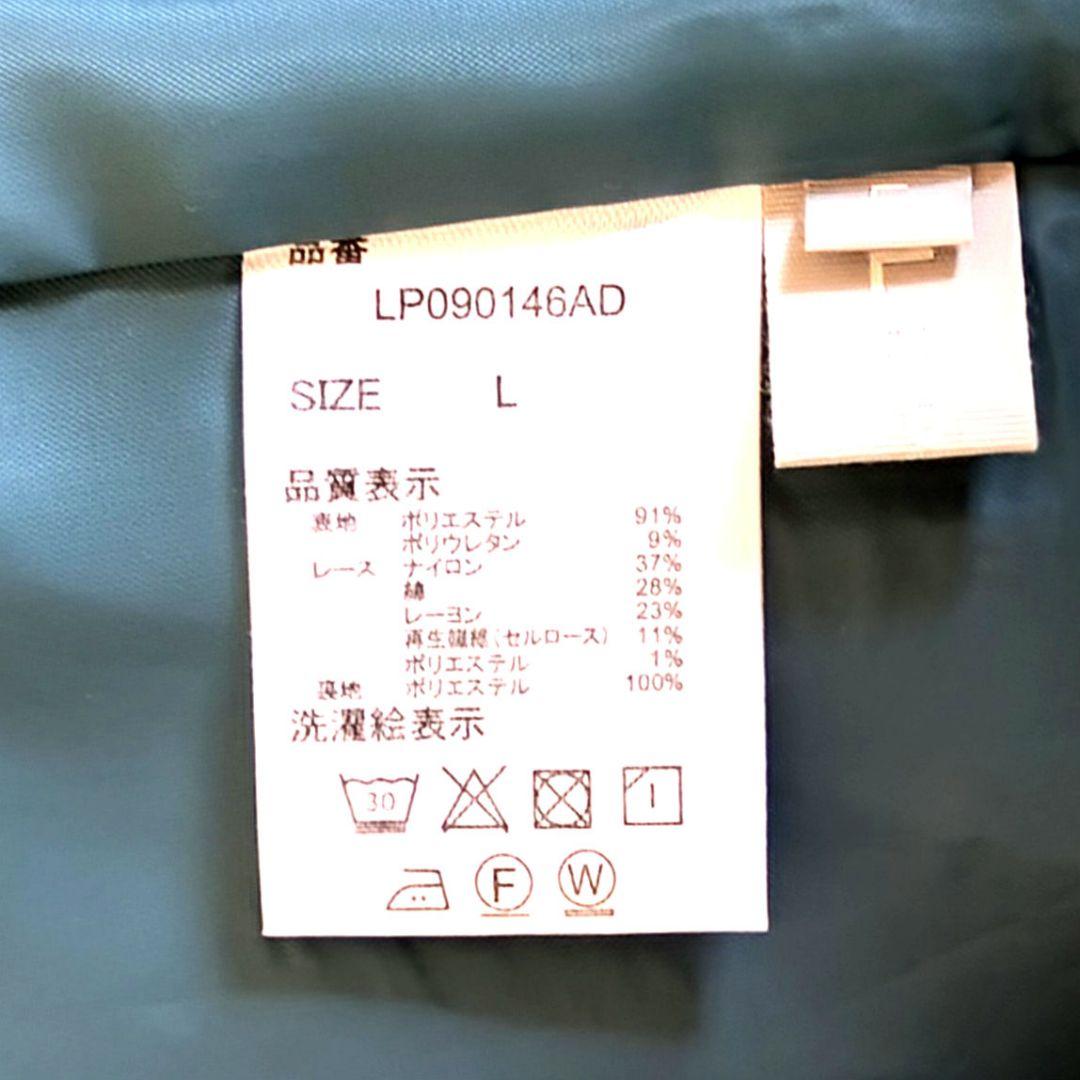 品番
LP090146AD
SIZE L
品質表示
表地 ポリエステル 91%
ポリウレタン 9%
レース ナイロン 37%
綿 28%
レーヨン 23%
再生繊維(セルロース) 11%
ポリエステル 1%
裏地 ポリエステル 100%
洗濯絵表示
30
F W